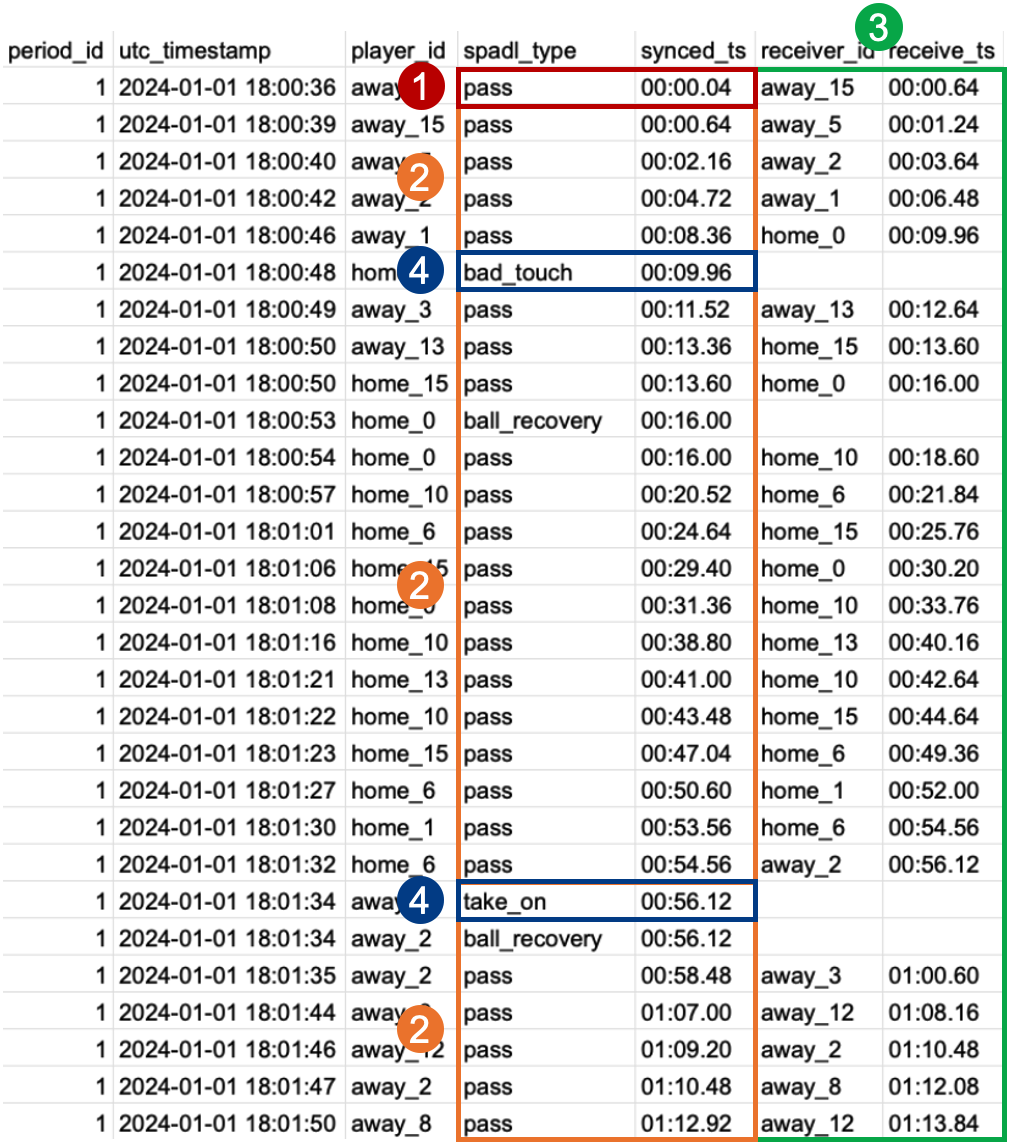 3
period_id utc_timestamp player_id spadl_type synced_ts receiver_id receive_ts
1 2024-01-01 18:00:36 away 1 pass 00:00.04 away_15 00:00.64
1 2024-01-01 18:00:39 away_15 pass 00:00.64 away_5 00:01.24
1 2024-01-01 18:00:40 away pass 00:02.16 away_2 00:03.64
2
1 2024-01-01 18:00:42 away_2 pass 00:04.72 away_1 00:06.48
1 2024-01-01 18:00:46 away_1 pass 00:08.36 home_0 00:09.96
1 2024-01-01 18:00:48 hom 4 bad_touch 00:09.96
1 2024-01-01 18:00:49 away_3 pass 00:11.52 away_13 00:12.64
1 2024-01-01 18:00:50 away_13 pass 00:13.36 home_15 00:13.60
1 2024-01-01 18:00:50 home_15 pass 00:13.60 home_0 00:16.00
1 2024-01-01 18:00:53 home_0 ball_recovery 00:16.00
1 2024-01-01 18:00:54 home_0 pass 00:16.00 home_10 00:18.60
1 2024-01-01 18:00:57 home_10 pass 00:20.52 home_6 00:21.84
1 2024-01-01 18:01:01 home_6 pass 00:24.64 home_15 00:25.76
1 2024-01-01 18:01:06 home_15 pass 00:29.40 home_0 00:30.20
2
1 2024-01-01 18:01:08 home_0 pass 00:31.36 home_10 00:33.76
1 2024-01-01 18:01:16 home_10 pass 00:38.80 home_13 00:40.16
1 2024-01-01 18:01:21 home_13 pass 00:41.00 home_10 00:42.64
1 2024-01-01 18:01:22 home_10 pass 00:43.48 home_15 00:44.64
1 2024-01-01 18:01:23 home_15 pass 00:47.04 home_6 00:49.36
1 2024-01-01 18:01:27 home_6 pass 00:50.60 home_1 00:52.00
1 2024-01-01 18:01:30 home_1 pass 00:53.56 home_6 00:54.56
1 2024-01-01 18:01:32 home_6 pass 00:54.56 away_2 00:56.12
1 2024-01-01 18:01:34 away 4 take_on 00:56.12
1 2024-01-01 18:01:34 away_2 ball_recovery 00:56.12
1 2024-01-01 18:01:35 away_2 pass 00:58.48 away_3 01:00.60
1 2024-01-01 18:01:44 away pass 01:07.00 away_12 01:08.16
2
1 2024-01-01 18:01:46 away_12 pass 01:09.20 away_2 01:10.48
1 2024-01-01 18:01:47 away_2 pass 01:10.48 away_8 01:12.08
1 2024-01-01 18:01:50 away_8 pass 01:12.92 away_12 01:13.84